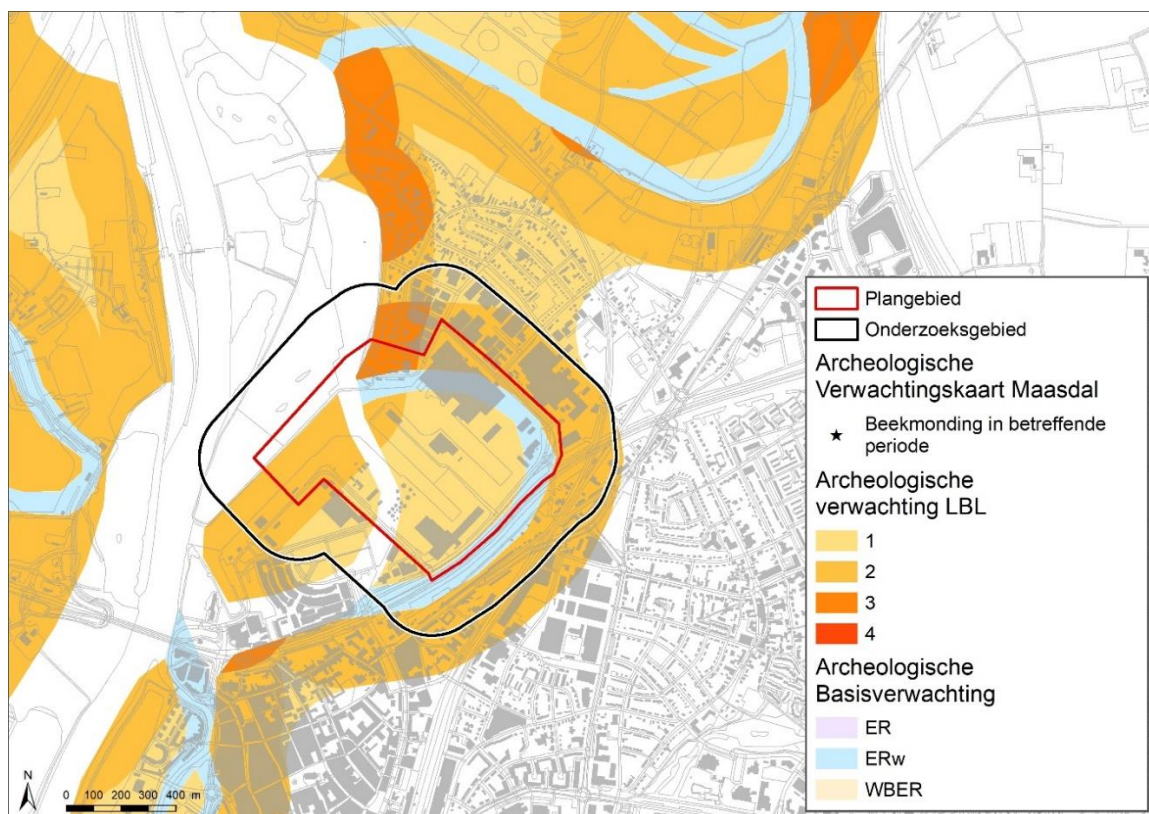 Plangebied
Onderzoeksgebied
Archeologische
Verwachtingskaart Maasdal
Beekmonding in betreffende
periode
Archeologische
verwachting LBL
1
2
3
4
Archeologische
Basisverwachting
ER
ERw
WBER
N
0 100 200 300 400 m